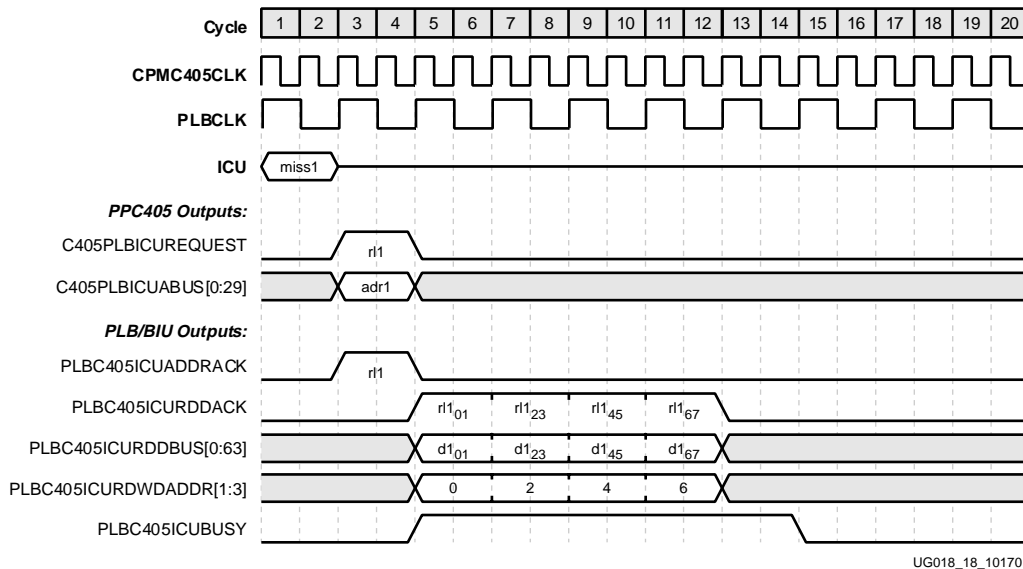 Cycle 1 2 3 4 5 6 7 8 9 10 11 12 13 14 15 16 17 18 19 20
CPMC405CLK
PLBCLK
ICU miss1
PPC405 Outputs:
C405PLBICUREQUEST rl1
C405PLBICUABUS[0:29] adr1
PLB/BIU Outputs:
PLBC405ICUADDRACK rl1
PLBC405ICURDDACK rl101 rl123 rl145 rl167
PLBC405ICURDDBUS[0:63] d101 d123 d145 d167
PLBC405ICURDWDADDR[1:3] 0 2 4 6
PLBC405ICUBUSY
UG018_18_10170